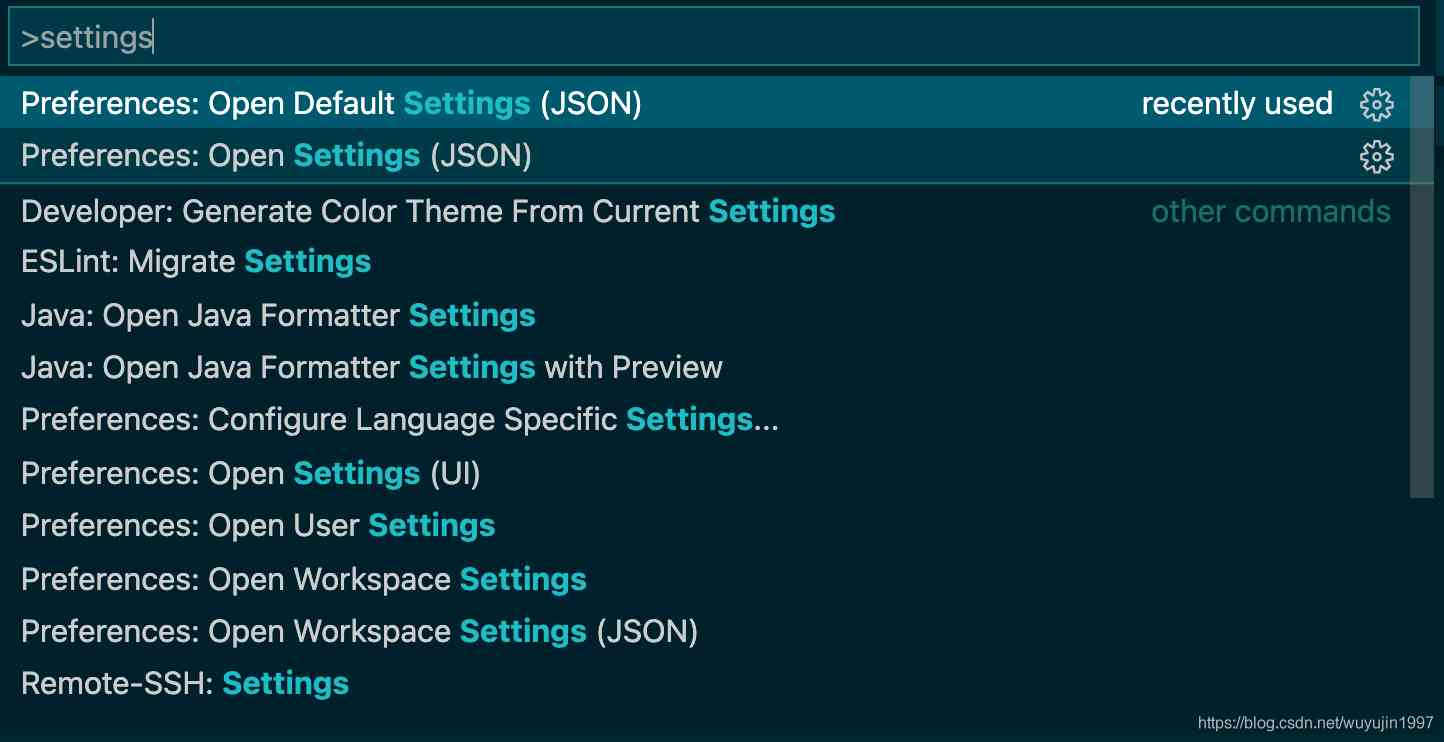 >settings
Preferences: Open Default Settings (JSON) recently used
Preferences: Open Settings (JSON)
Developer: Generate Color Theme From Current Settings other commands
ESLint: Migrate Settings
Java: Open Java Formatter Settings
Java: Open Java Formatter Settings with Preview
Preferences: Configure Language Specific Settings...
Preferences: Open Settings (UI)
Preferences: Open User Settings
Preferences: Open Workspace Settings
Preferences: Open Workspace Settings (JSON)
Remote-SSH: Settings
https://blog.csdn.net/wuyujin1997